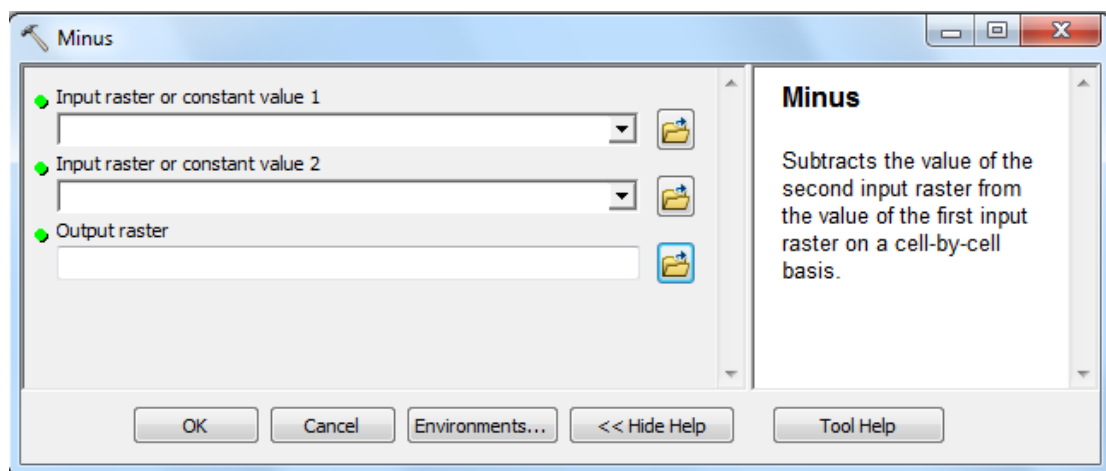 Minus
Input raster or constant value 1
Input raster or constant value 2
Output raster
Minus
Subtracts the value of the
second input raster from
the value of the first input
raster on a cell-by-cell
basis.
OK
Cancel
Environments...
<< Hide Help
Tool Help